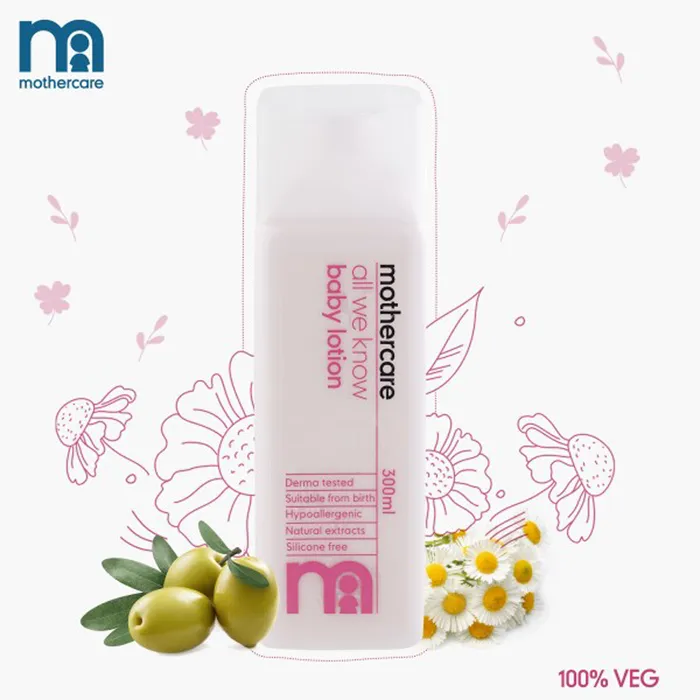 mothercare
mothercare
all we know
baby lotion
300ml
Derma tested
Suitable from birth
Hypoallergenic
Natural extracts
Silicone free
100% VEG